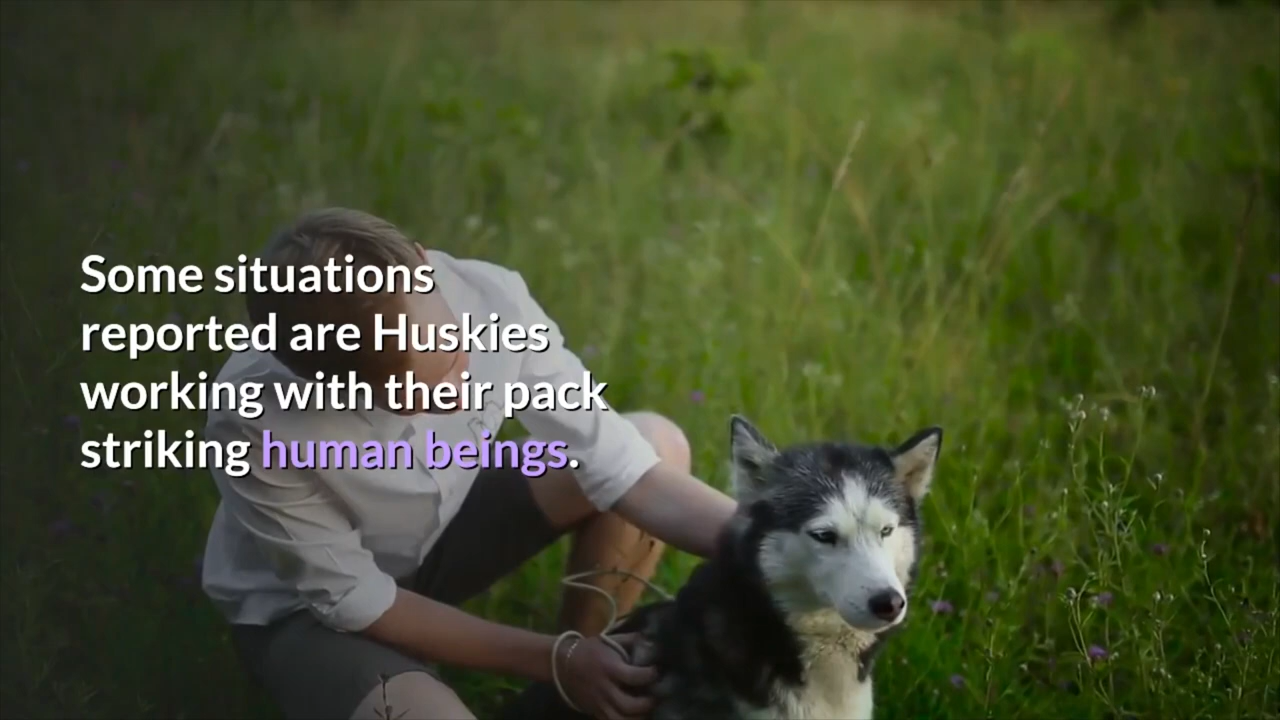 Some situations
reported are Huskies
working with their pack
striking human beings.